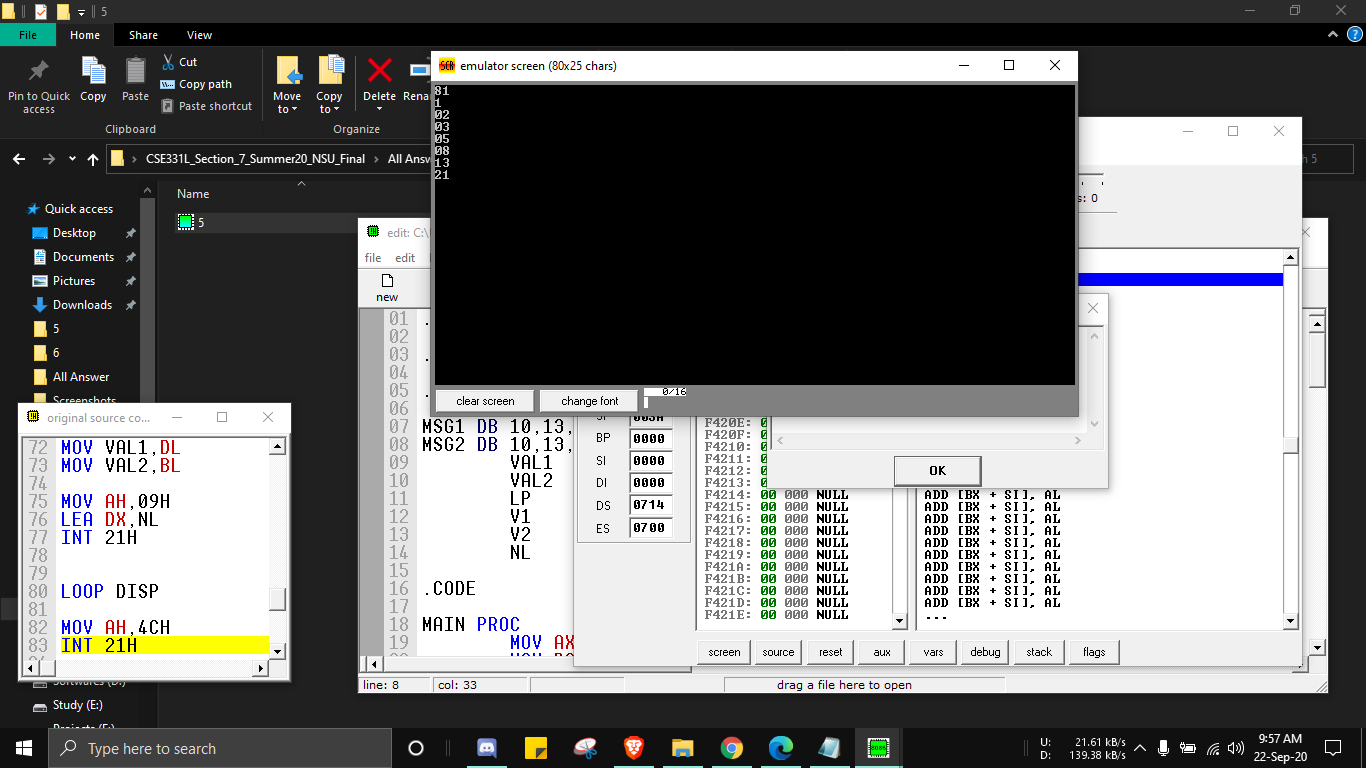 5
File
Home
Share
View
Pin to Quick access
Copy
Paste
Cut
Copy path
Paste shortcut
Clipboard
Move to
Copy to
Delete
Organize
CSE331L_Section_7_Summer20_NSU_Final
Name
5
Quick access
Desktop
Documents
Pictures
Downloads
5
6
All Answer
Screenshots
Study (E:)
emulator screen (80x25 chars)
81
1
02
03
05
08
13
21
clear screen
change font
0/16
s: 0
edit: C:\
file
edit
new
01 .
02
03 .
04
05 .
06
07 MSG1 DB 10,13,
08 MSG2 DB 10,13,
09 VAL1
10 VAL2
11 LP
12 V1
13 V2
14 NL
15
16 .CODE
17
18 MAIN PROC
19 MOV AX
line: 8
col: 33
drag a file here to open
original source co...
72 MOV VAL1,DL
73 MOV VAL2,BL
74
75 MOV AH,09H
76 LEA DX,NL
77 INT 21H
78
79
80 LOOP DISP
81
82 MOV AH,4CH
83 INT 21H
BP 0000
SI 0000
DI 0000
DS 0714
ES 0700
F420E:
F420F:
F4210:
F4211:
F4212:
F4213:
F4214: 00 000 NULL
F4215: 00 000 NULL
F4216: 00 000 NULL
F4217: 00 000 NULL
F4218: 00 000 NULL
F4219: 00 000 NULL
F421A: 00 000 NULL
F421B: 00 000 NULL
F421C: 00 000 NULL
F421D: 00 000 NULL
F421E: 00 000 NULL
ADD [BX + SI], AL
ADD [BX + SI], AL
ADD [BX + SI], AL
ADD [BX + SI], AL
ADD [BX + SI], AL
ADD [BX + SI], AL
ADD [BX + SI], AL
ADD [BX + SI], AL
ADD [BX + SI], AL
ADD [BX + SI], AL
...
OK
screen
source
reset
aux
vars
debug
stack
flags
Type here to search
U: 21.61 kB/s
D: 139.38 kB/s
9:57 AM
22-Sep-20